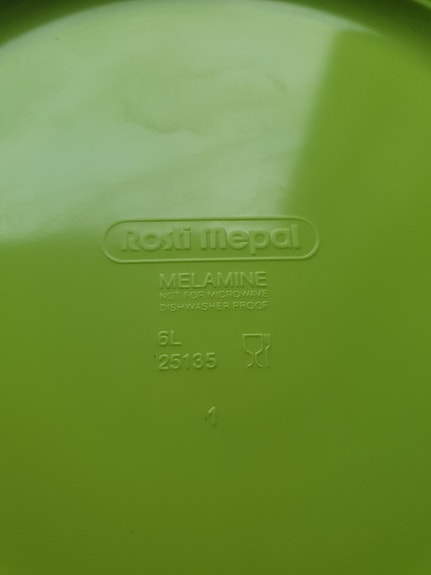 Rosti Mepal
MELAMINE
NOT FOR MICROWAVE
DISHWASHER PROOF
6L
25135
1